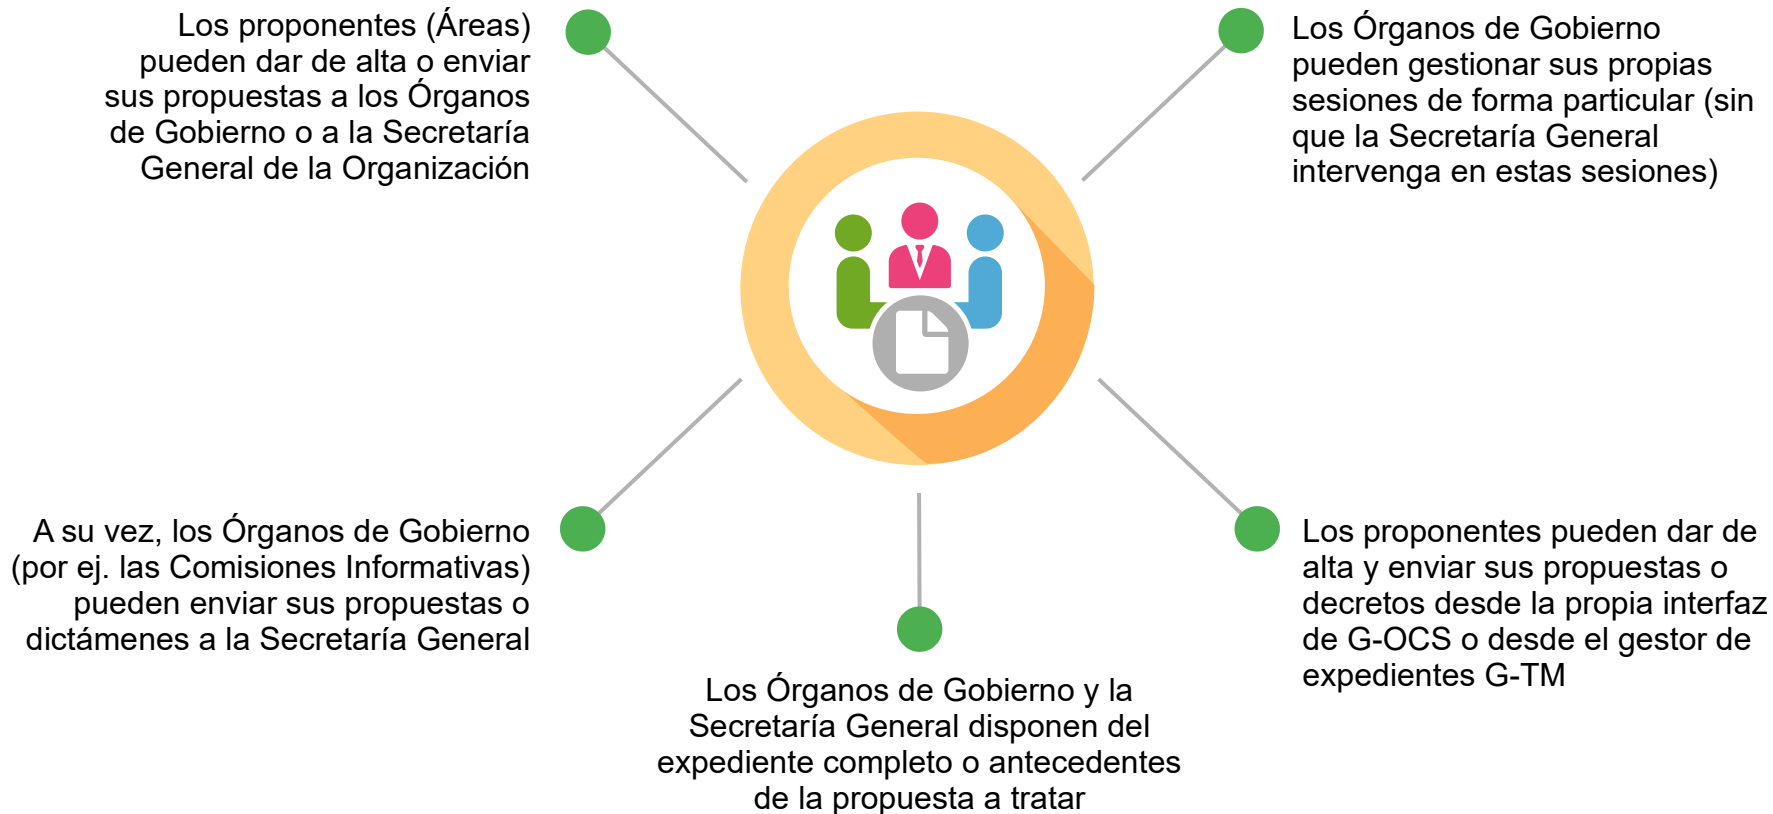 Los proponentes (Áreas)
pueden dar de alta o enviar
sus propuestas a los Órganos
de Gobierno o a la Secretaría
General de la Organización
Los Órganos de Gobierno
pueden gestionar sus propias
sesiones de forma particular (sin
que la Secretaría General
intervenga en estas sesiones)
A su vez, los Órganos de Gobierno
(por ej. las Comisiones Informativas)
pueden enviar sus propuestas o
dictámenes a la Secretaría General
Los Órganos de Gobierno y la
Secretaría General disponen del
expediente completo o antecedentes
de la propuesta a tratar
Los proponentes pueden dar de
alta y enviar sus propuestas o
decretos desde la propia interfaz
de G-OCS o desde el gestor de
expedientes G-TM